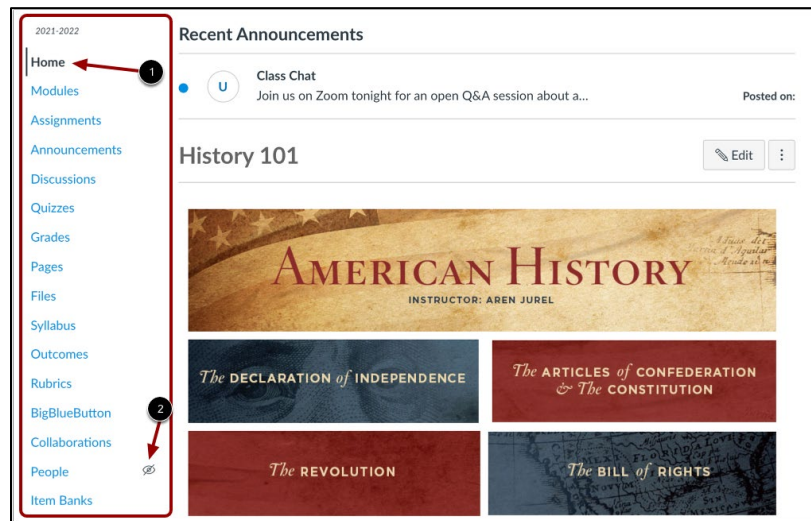 2021-2022
Home
1
Modules
Assignments
Announcements
Discussions
Quizzes
Grades
Pages
Files
Syllabus
Outcomes
Rubrics
BigBlueButton
2
Collaborations
People
Item Banks
Recent Announcements
U
Class Chat
Join us on Zoom tonight for an open Q&A session about a...
Posted on:
History 101
Edit
AMERICAN HISTORY
INSTRUCTOR: AREN JUREL
The DECLARATION of INDEPENDENCE
The ARTICLES of CONFEDERATION
& The CONSTITUTION
The REVOLUTION
The BILL of RIGHTS